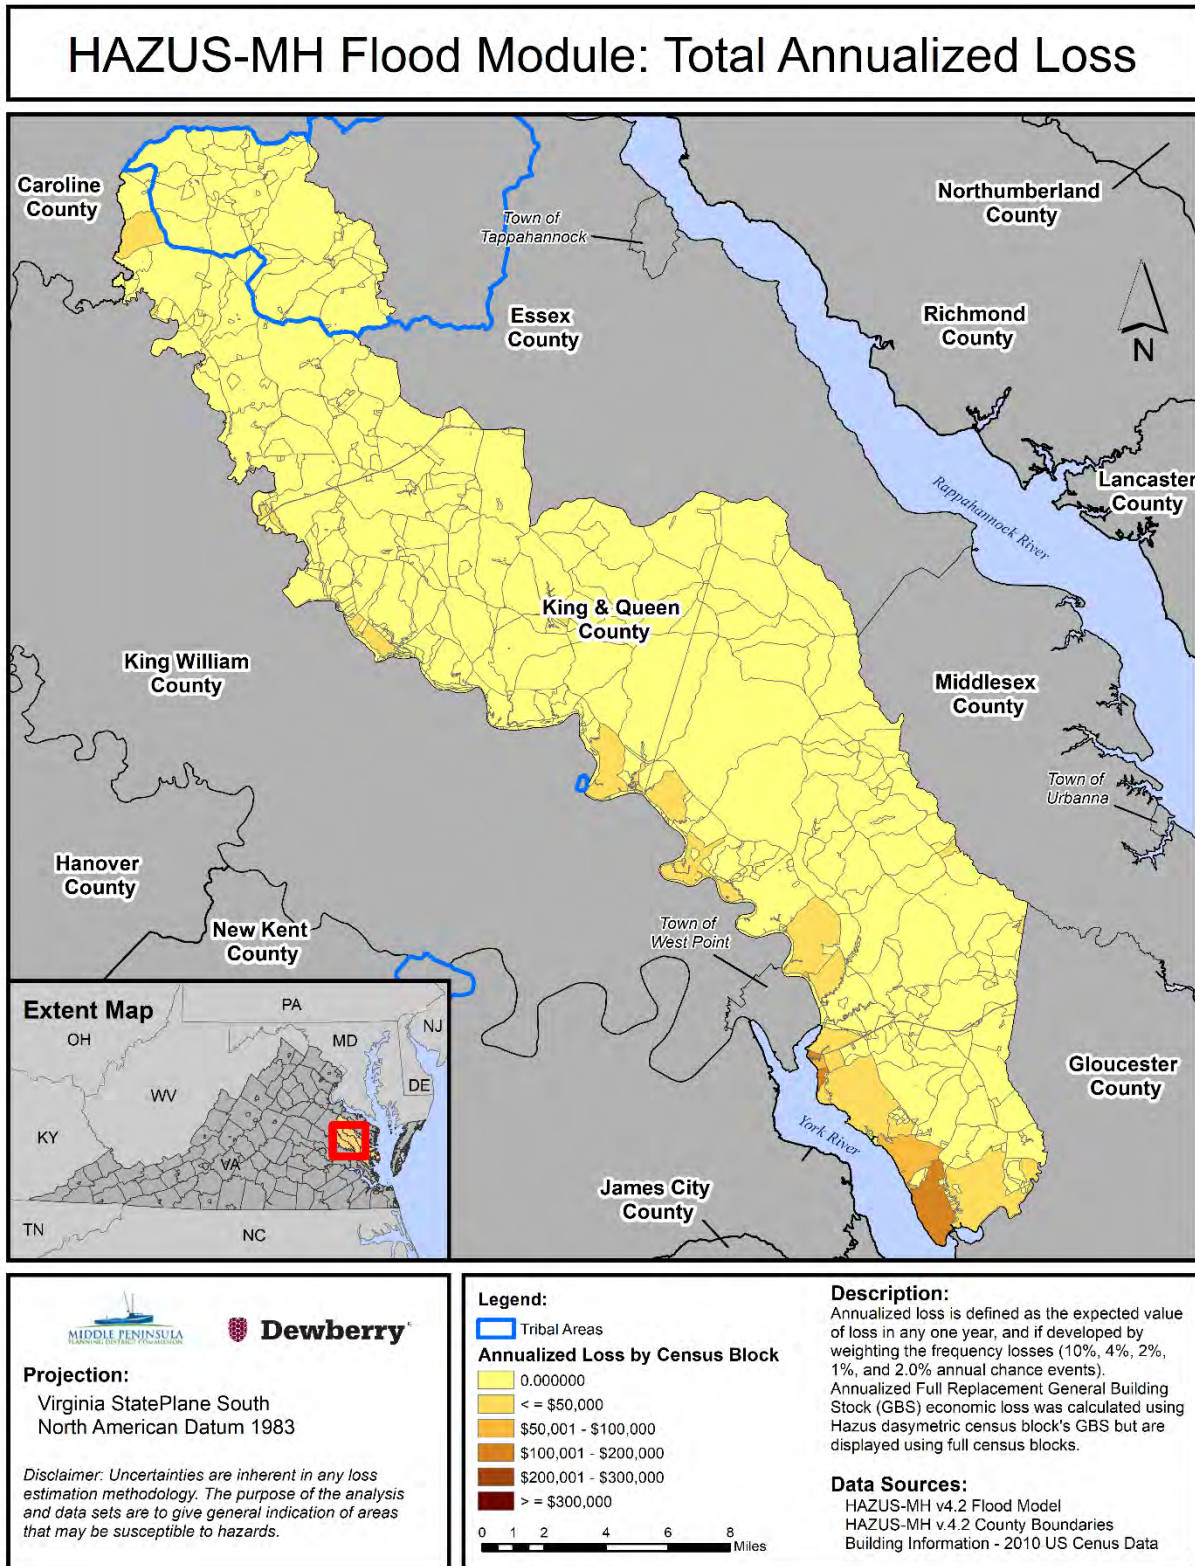 HAZUS-MH Flood Module: Total Annualized Loss
Caroline
County
Northumberland
County
Town of
Tappahannock
Essex
County
Richmond
County
N
Lancaster
County
Rappahannock River
King & Queen
County
King William
County
Middlesex
County
Town of
Urbanna
Hanover
County
New Kent
County
Town of
West Point
Gloucester
County
York River
James City
County
Extent Map
PA
OH
MD
NJ
DE
WV
KY
VA
TN
NC
MIDDLE PENINSULA
PLANNING DISTRICT COMMISSION
Dewberry
Projection:
Virginia StatePlane South
North American Datum 1983
Disclaimer: Uncertainties are inherent in any loss
estimation methodology. The purpose of the analysis
and data sets are to give general indication of areas
that may be susceptible to hazards.
Legend:
Tribal Areas
Annualized Loss by Census Block
0.000000
< = $50,000
$50,001 - $100,000
$100,001 - $200,000
$200,001 - $300,000
> = $300,000
0 1 2 4 6 8
Miles
Description:
Annualized loss is defined as the expected value
of loss in any one year, and if developed by
weighting the frequency losses (10%, 4%, 2%,
1%, and 2.0% annual chance events).
Annualized Full Replacement General Building
Stock (GBS) economic loss was calculated using
Hazus dasymetric census block's GBS but are
displayed using full census blocks.
Data Sources:
HAZUS-MH v4.2 Flood Model
HAZUS-MH v.4.2 County Boundaries
Building Information - 2010 US Cenus Data